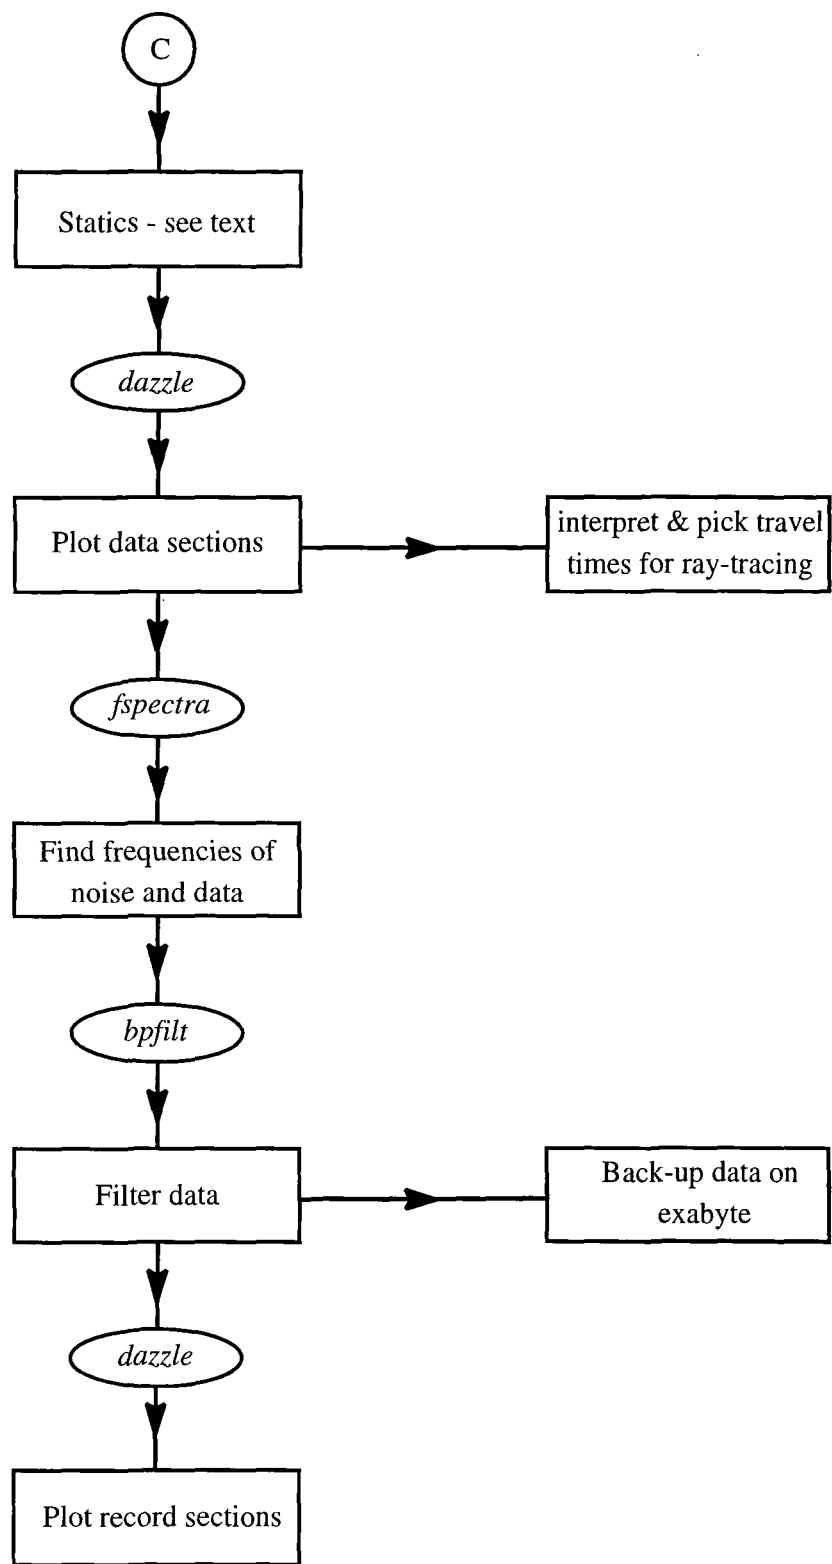 C
Statics - see text
dazzle
Plot data sections
interpret & pick travel
times for ray-tracing
fspectra
Find frequencies of
noise and data
bpfilt
Filter data
Back-up data on
exabyte
dazzle
Plot record sections